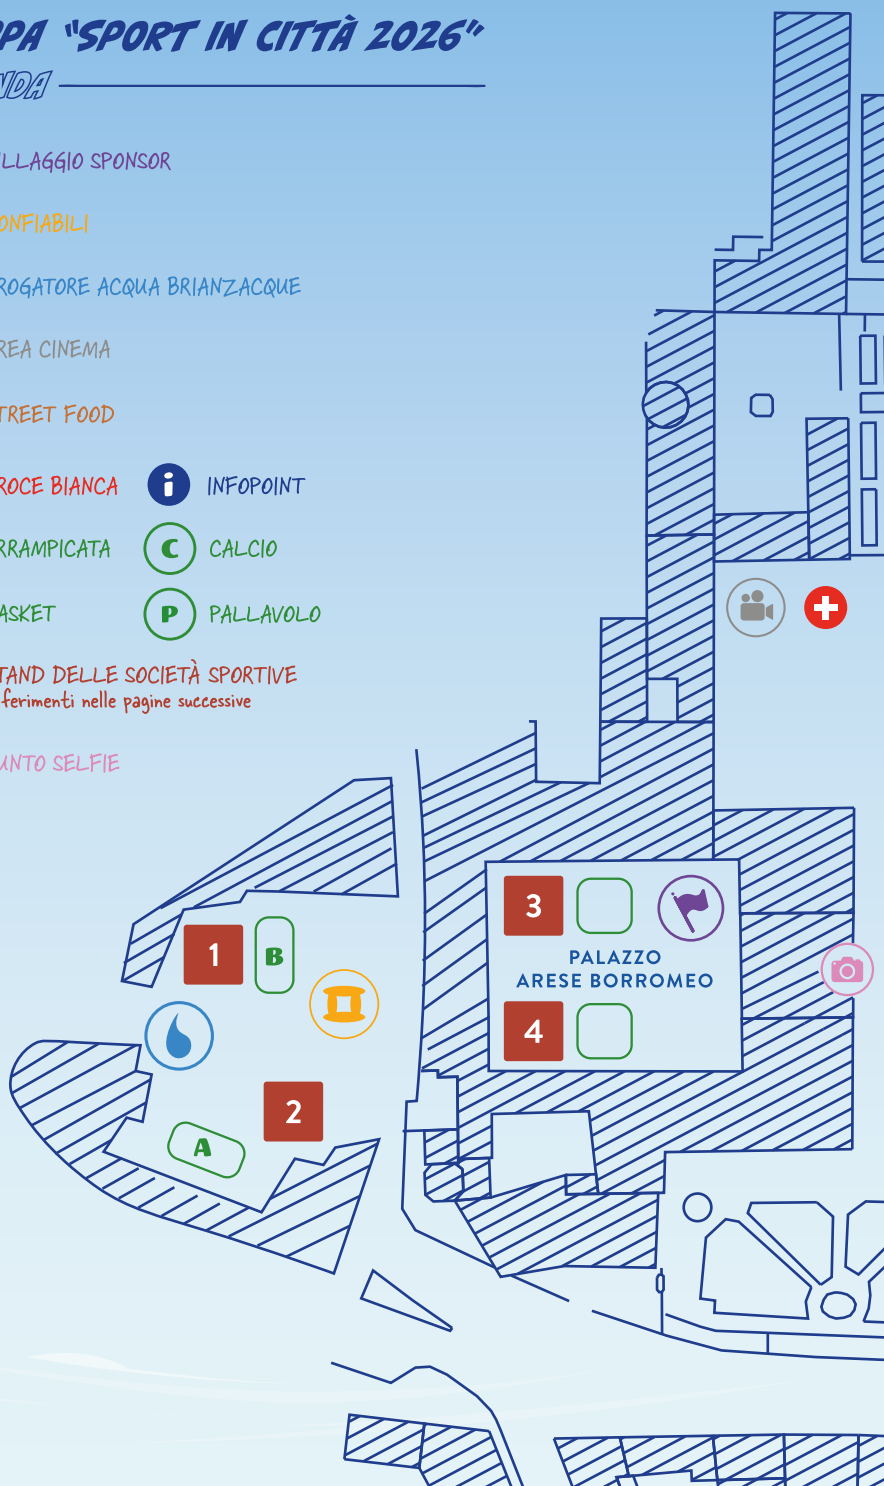 PPA “SPORT IN CITTÀ 2026”
NDA
ILLAGGIO SPONSOR
ONFIABILI
ROGATORE ACQUA BRIANZACQUE
REA CINEMA
TREET FOOD
ROCE BIANCA i INFOPOINT
RRAMPICATA C CALCIO
ASKET P PALLAVOLO
TAND DELLE SOCIETÀ SPORTIVE
ferimenti nelle pagine successive
UNTO SELFIE
3
1 B
PALAZZO
ARESE BORROMEO
4
2
A